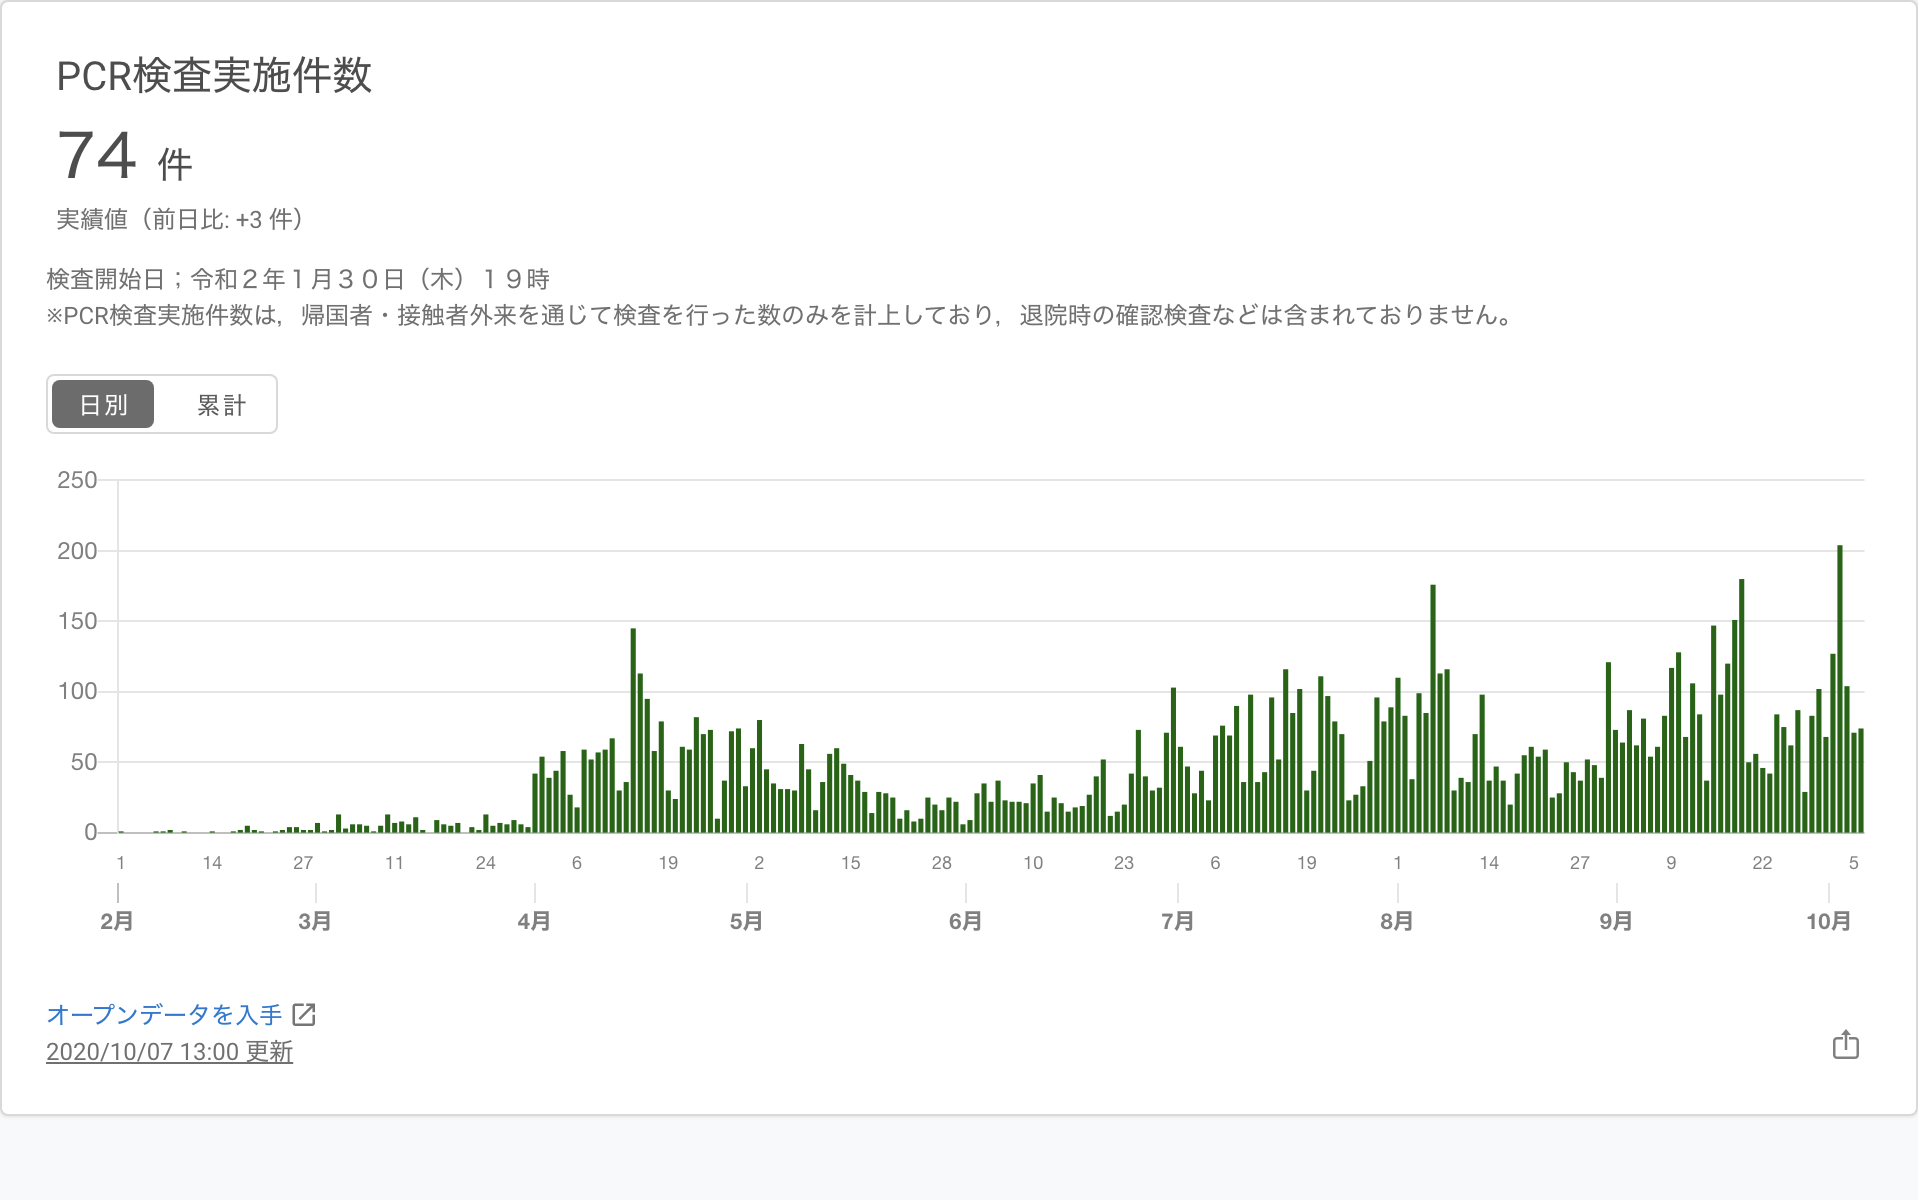 PCR検査実施件数
74 件
実績値（前日比: +3 件）
検査開始日；令和２年１月３０日（木）１９時
※PCR検査実施件数は，帰国者・接触者外来を通じて検査を行った数のみを計上しており，退院時の確認検査などは含まれておりません。
日別 累計
250
200
150
100
50
0
1 14 27 11 24 6 19 2 15 28 10 23 6 19 1 14 27 9 22 5
2月 3月 4月 5月 6月 7月 8月 9月 10月
オープンデータを入手
2020/10/07 13:00 更新